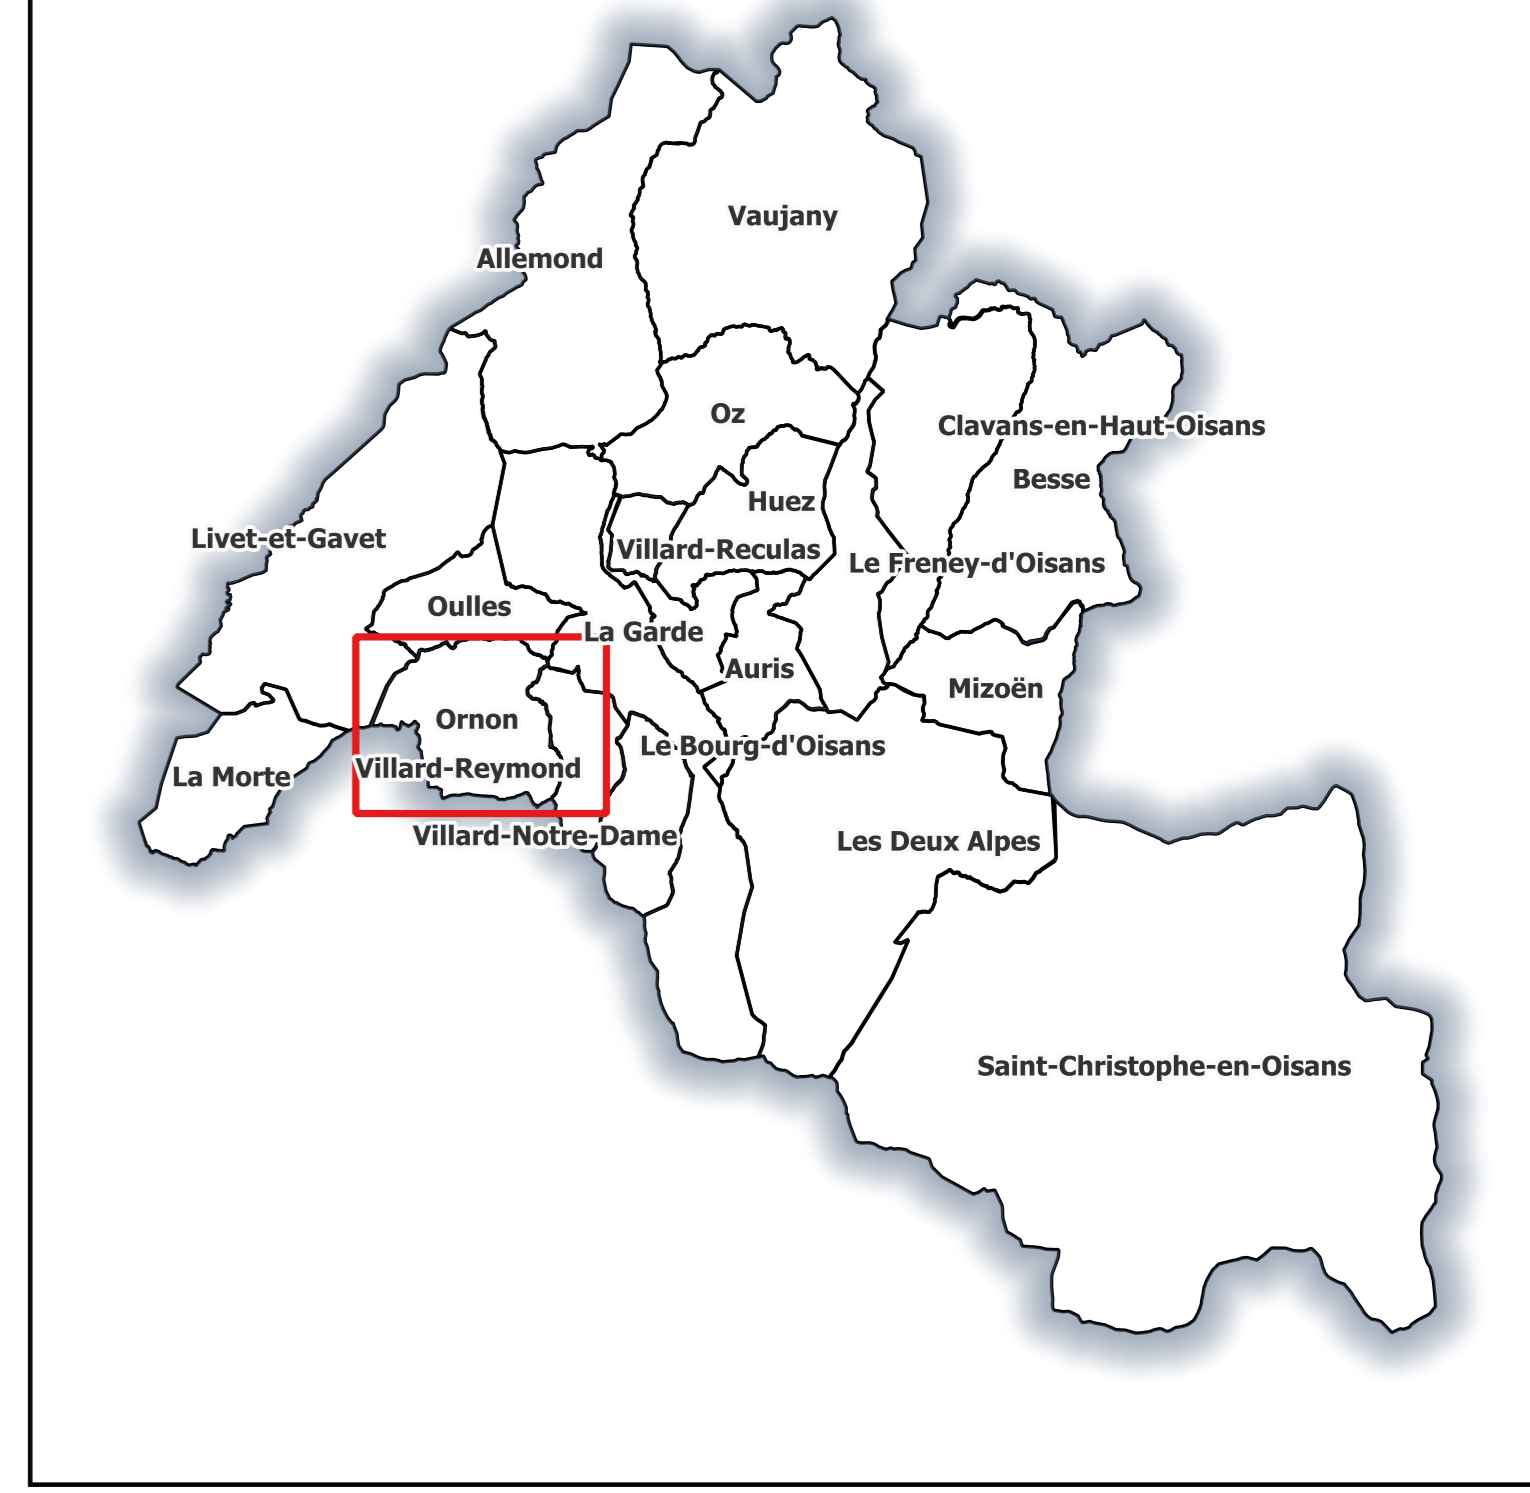 Vaujany
Allemond
Oz
Clavans-en-Haut-Oisans
Besse
Huez
Livet-et-Gavet
Villard-Reculas
Le Freney-d'Oisans
Oulles
La Garde
Auris
Mizoën
Ornon
Le Bourg-d'Oisans
Villard-Reymond
La Morte
Villard-Notre-Dame
Les Deux Alpes
Saint-Christophe-en-Oisans